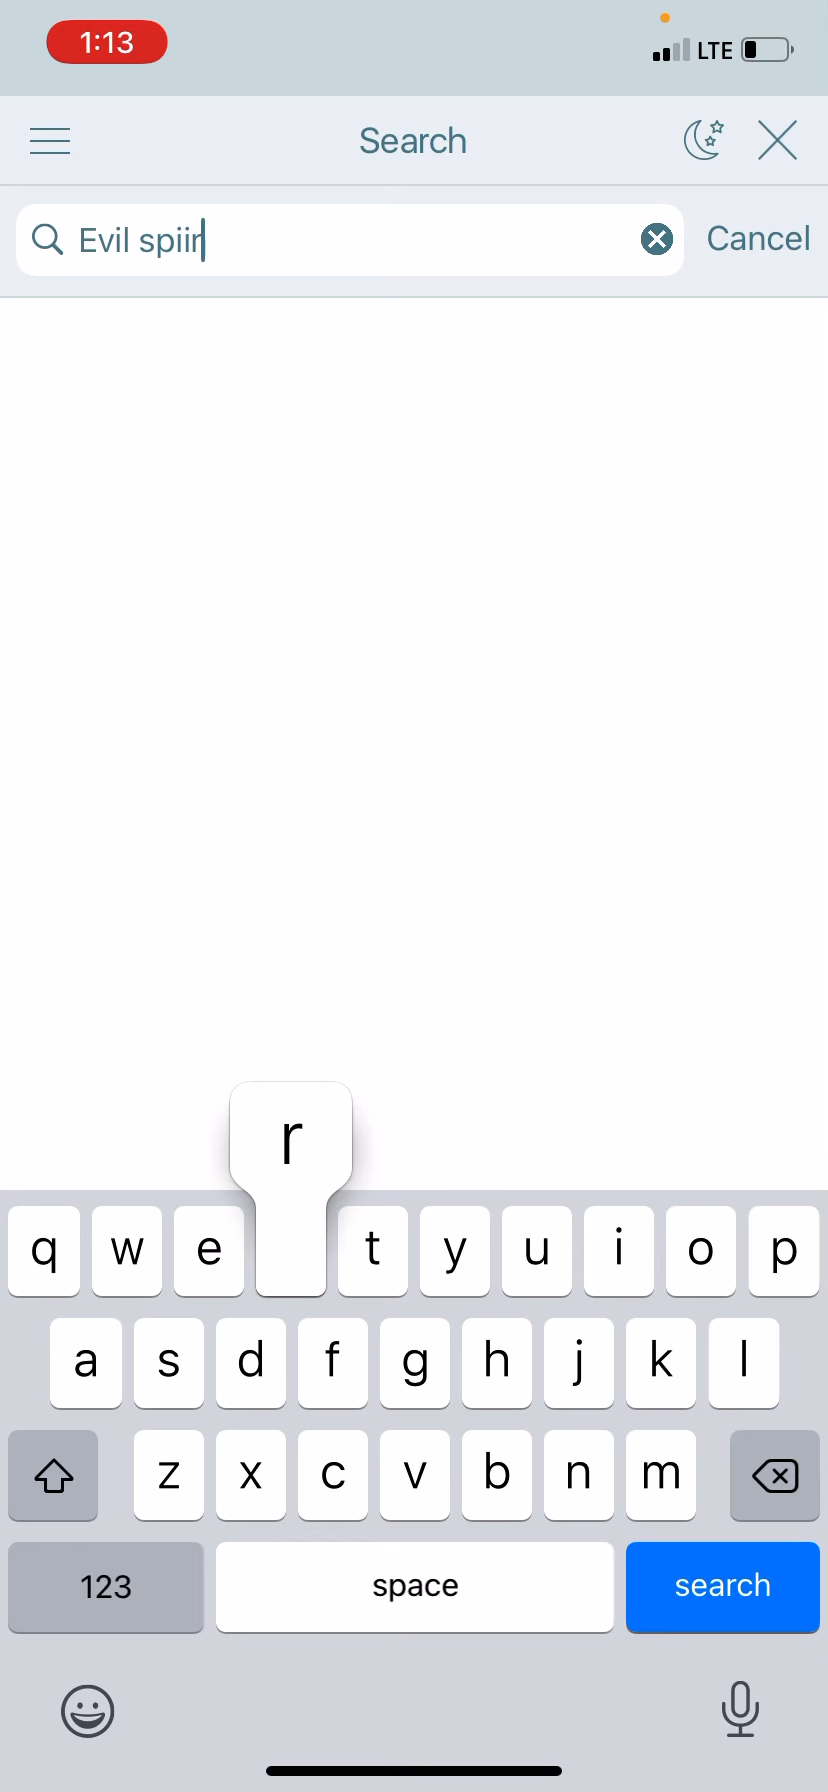 1:13
LTE
Search
Evil spiir
Cancel
r
q w e t y u i o p
a s d f g h j k l
z x c v b n m
123 space search